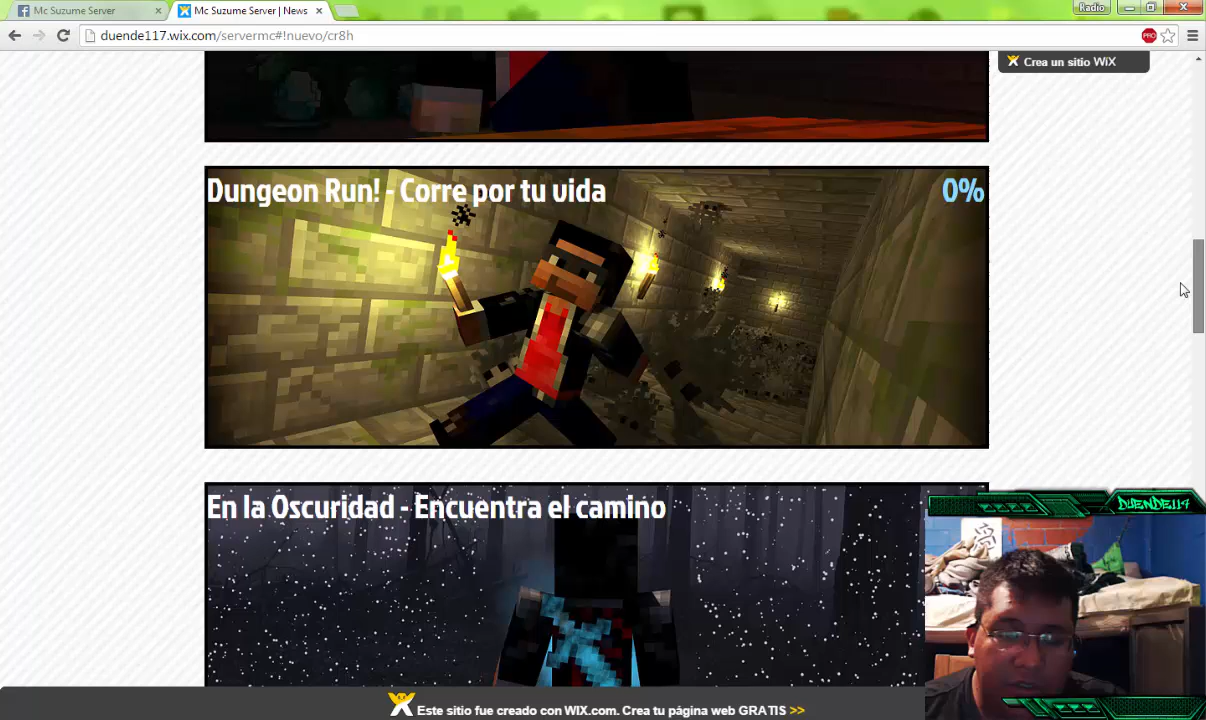 Mc Suzume Server
Mc Suzume Server | News
Radio
duende117.wix.com/servermc#!nuevo/cr8h
PRO
Crea un sitio WiX
Dungeon Run! - Corre por tu vida
0%
En la Oscuridad - Encuentra el camino
DUENDE117
Este sitio fue creado con WIX.com. Crea tu página web GRATIS >>